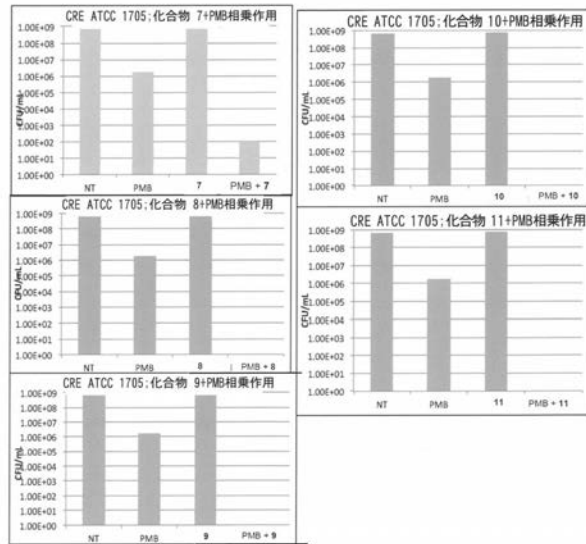 CRE ATCC 1705;化合物 7+PMB相乗作用
CFU/mL
1.00E+09
1.00E+08
1.00E+07
1.00E+06
1.00E+05
1.00E+04
1.00E+03
1.00E+02
1.00E+01
1.00E+00
NT PMB 7 PMB + 7
CRE ATCC 1705;化合物 8+PMB相乗作用
CFU/mL
1.00E+09
1.00E+08
1.00E+07
1.00E+06
1.00E+05
1.00E+04
1.00E+03
1.00E+02
1.00E+01
1.00E+00
NT PMB 8 PMB + 8
CRE ATCC 1705;化合物 9+PMB相乗作用
CFU/mL
1.00E+09
1.00E+08
1.00E+07
1.00E+06
1.00E+05
1.00E+04
1.00E+03
1.00E+02
1.00E+01
1.00E+00
NT PMB 9 PMB + 9
CRE ATCC 1705;化合物 10+PMB相乗作用
CFU/mL
1.00E+09
1.00E+08
1.00E+07
1.00E+06
1.00E+05
1.00E+04
1.00E+03
1.00E+02
1.00E+01
1.00E+00
NT PMB 10 PMB + 10
CRE ATCC 1705;化合物 11+PMB相乗作用
CFU/mL
1.00E+09
1.00E+08
1.00E+07
1.00E+06
1.00E+05
1.00E+04
1.00E+03
1.00E+02
1.00E+01
1.00E+00
NT PMB 11 PMB + 11